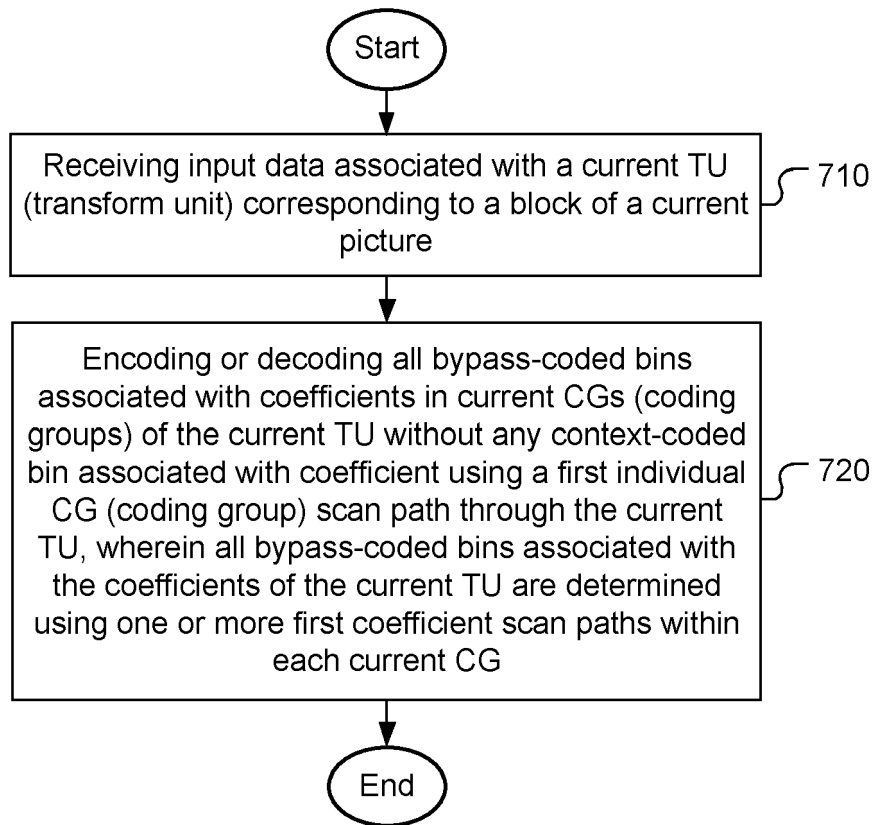 Start
Receiving input data associated with a current TU
(transform unit) corresponding to a block of a current
picture
710
Encoding or decoding all bypass-coded bins
associated with coefficients in current CGs (coding
groups) of the current TU without any context-coded
bin associated with coefficient using a first individual
CG (coding group) scan path through the current
TU, wherein all bypass-coded bins associated with
the coefficients of the current TU are determined
using one or more first coefficient scan paths within
each current CG
720
End